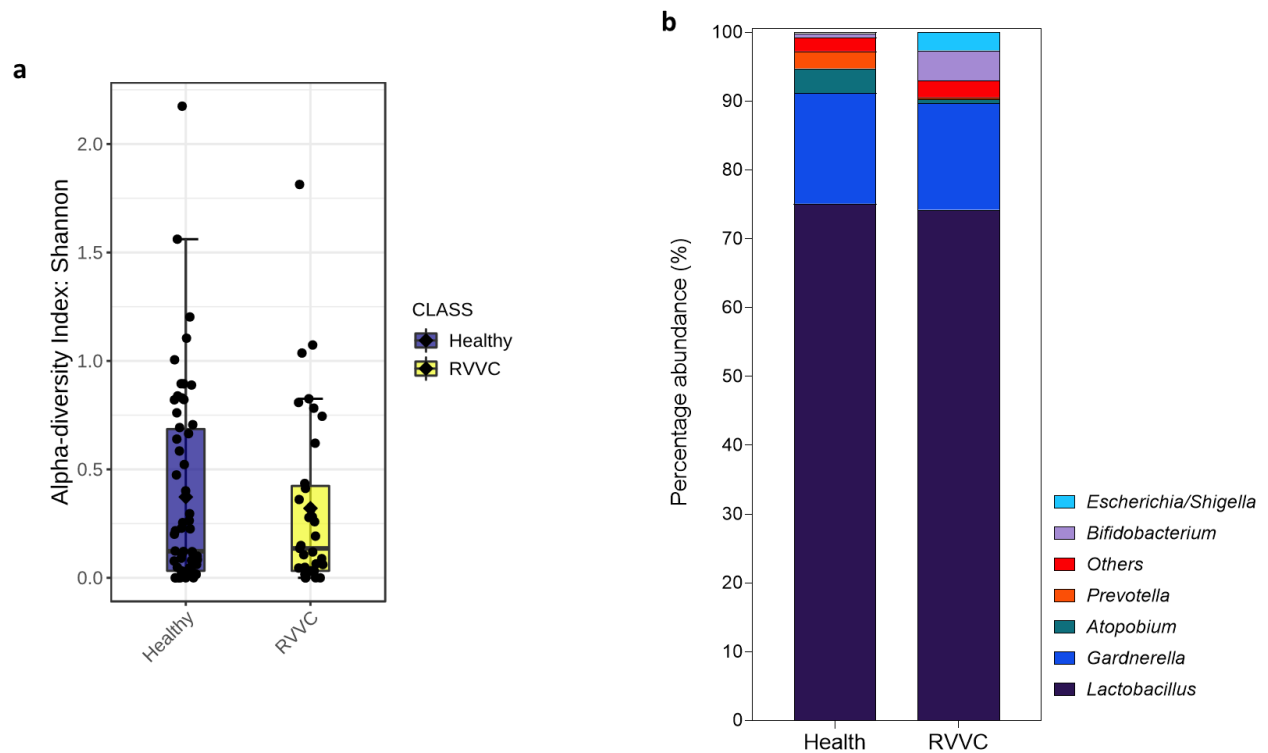 a
Alpha-diversity Index: Shannon
2.0
1.5
1.0
0.5
0.0
Healthy
RVVC
CLASS
Healthy
RVVC
b
Percentage abundance (%)
100
90
80
70
60
50
40
30
20
10
0
Health
RVVC
Escherichia/Shigella
Bifidobacterium
Others
Prevotella
Atopobium
Gardnerella
Lactobacillus